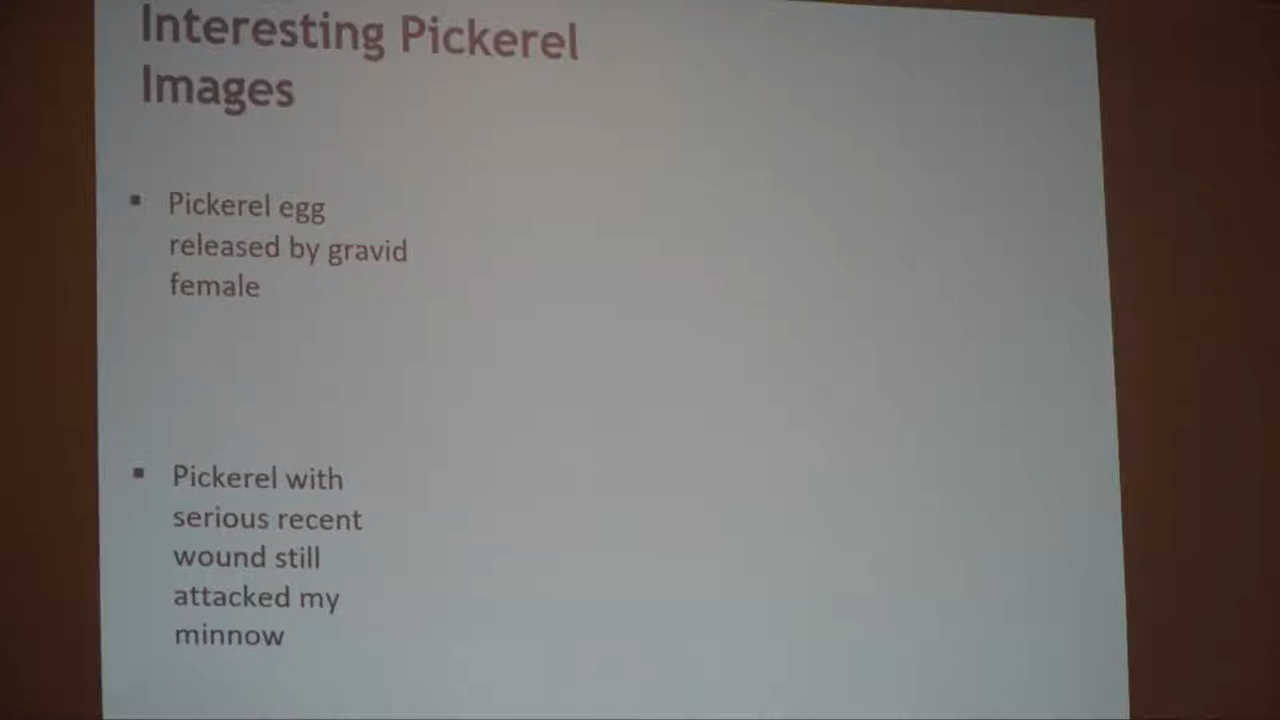 Interesting Pickerel
Images
▪ Pickerel egg
released by gravid
female
▪ Pickerel with
serious recent
wound still
attacked my
minnow